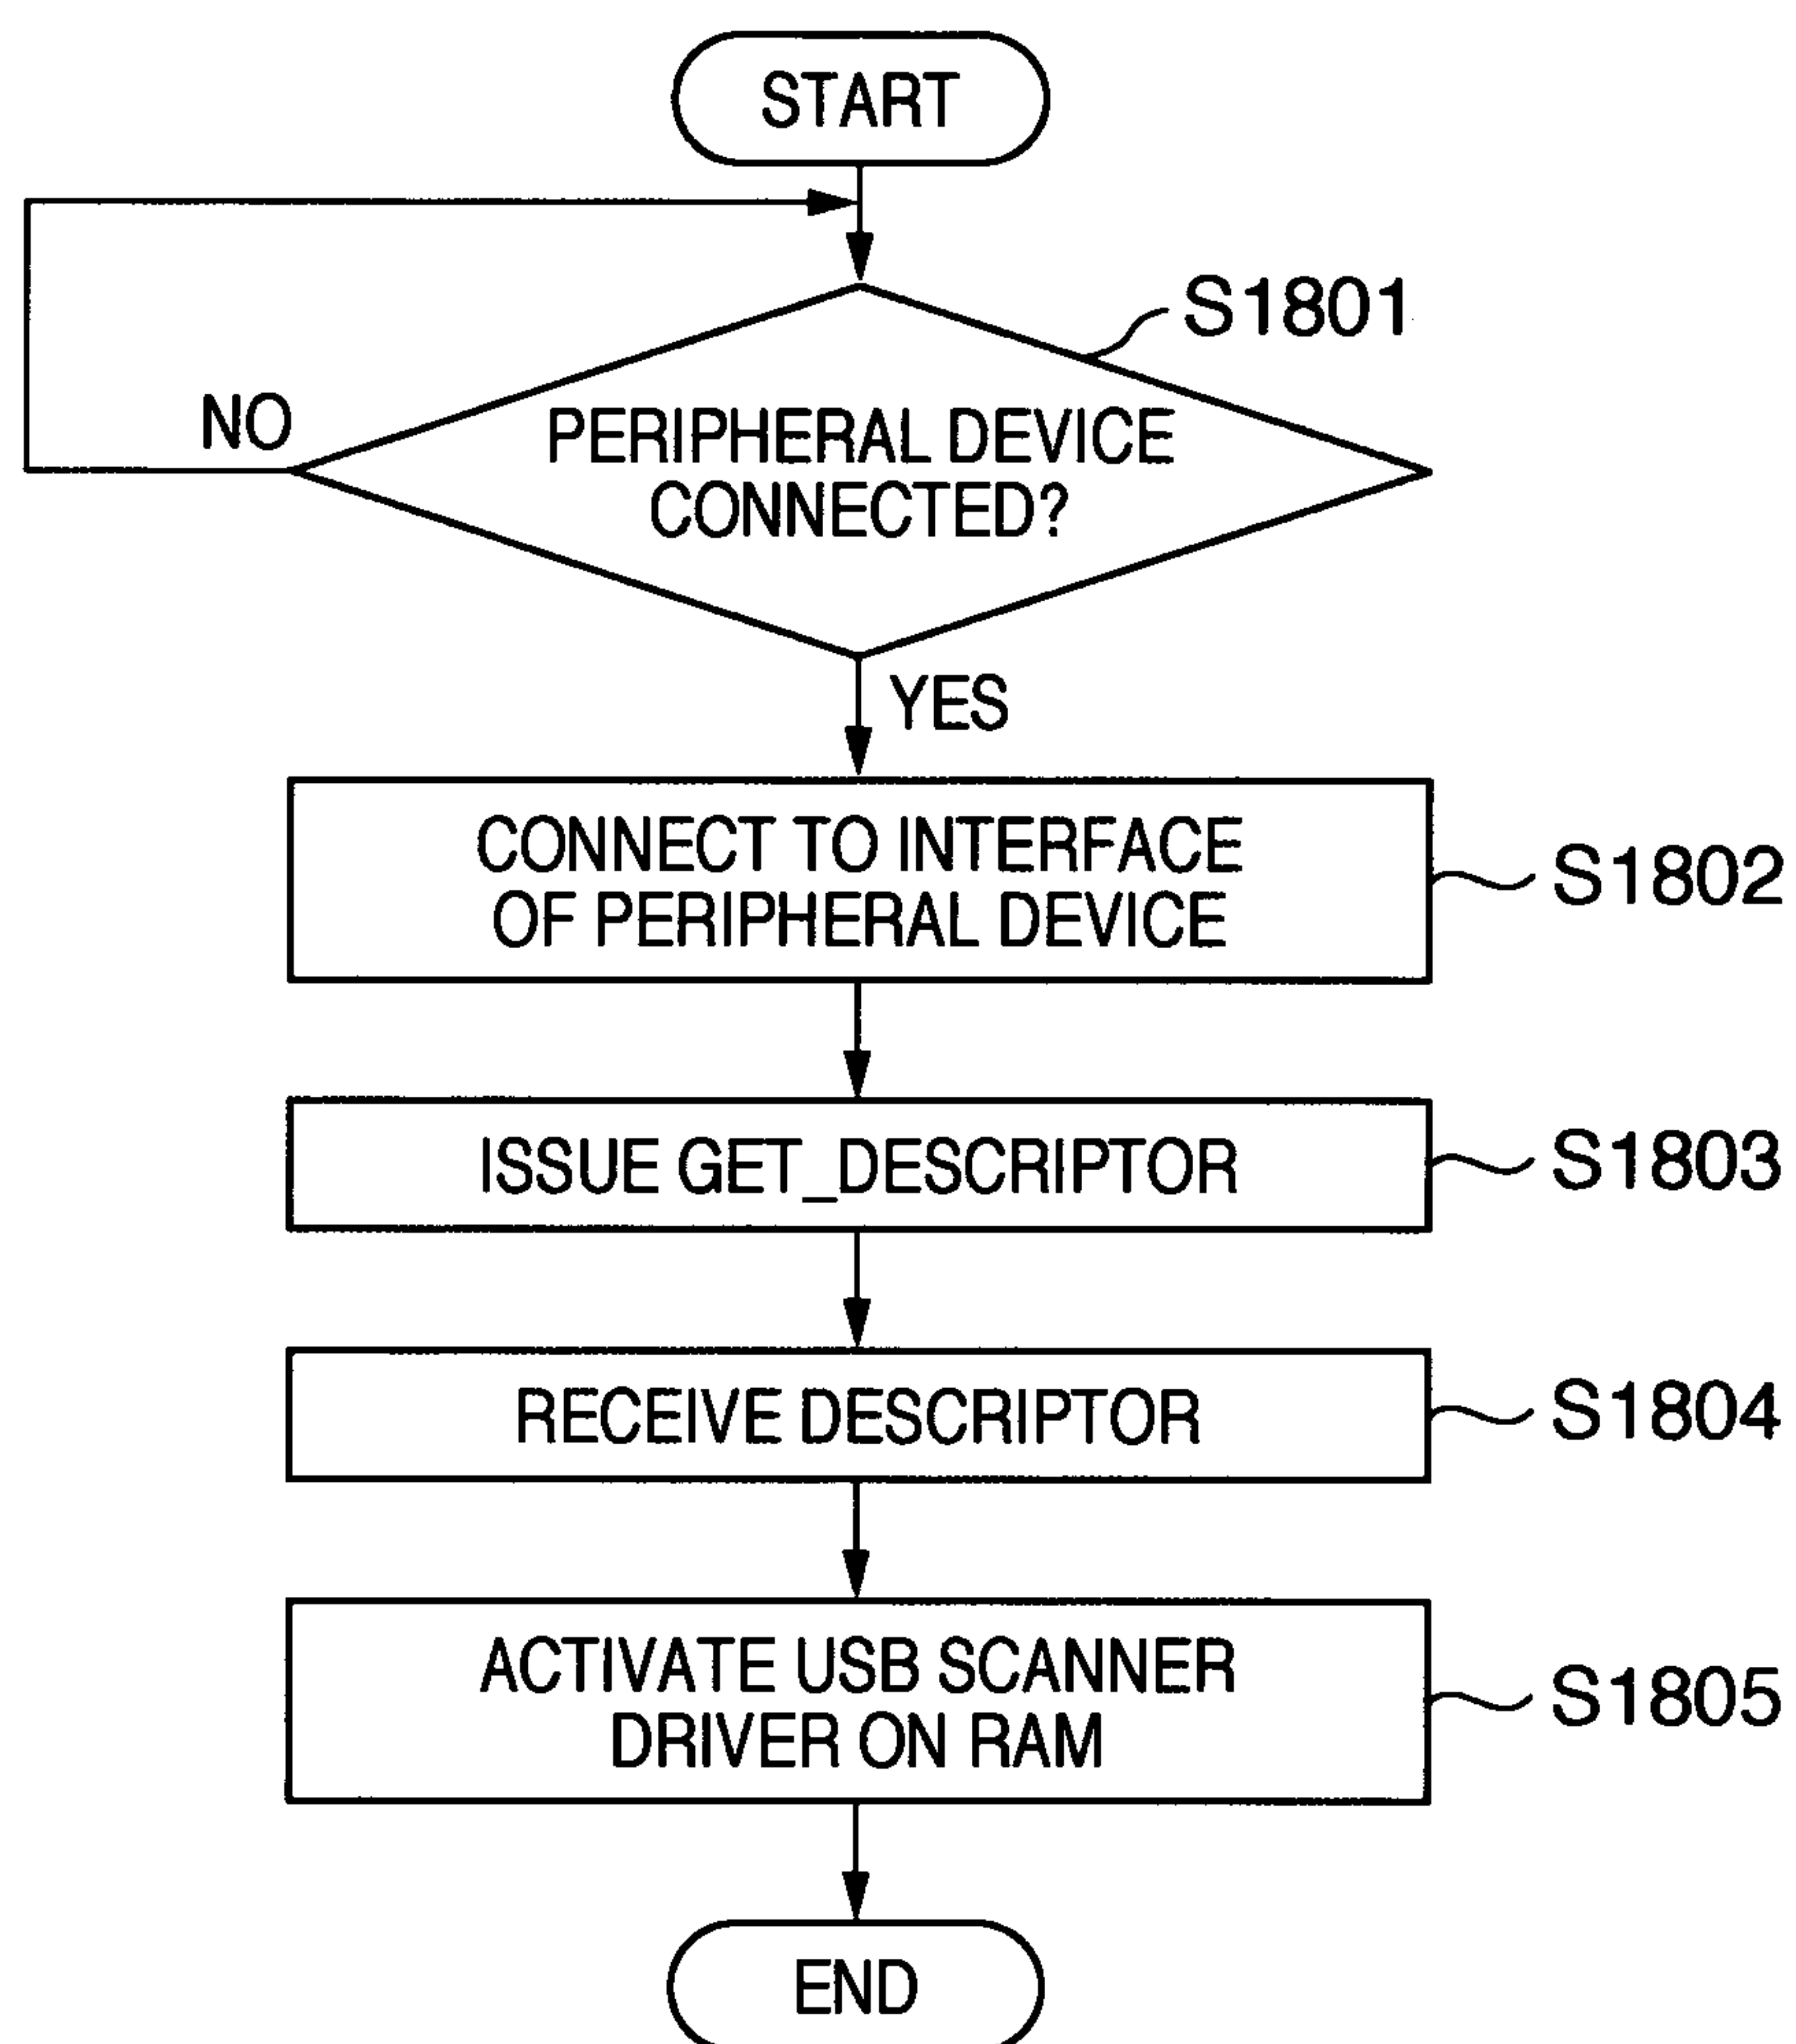 START
S1801
NO
PERIPHERAL DEVICE
CONNECTED?
YES
CONNECT TO INTERFACE
OF PERIPHERAL DEVICE
S1802
ISSUE GET_DESCRIPTOR
S1803
RECEIVE DESCRIPTOR
S1804
ACTIVATE USB SCANNER
DRIVER ON RAM
S1805
END